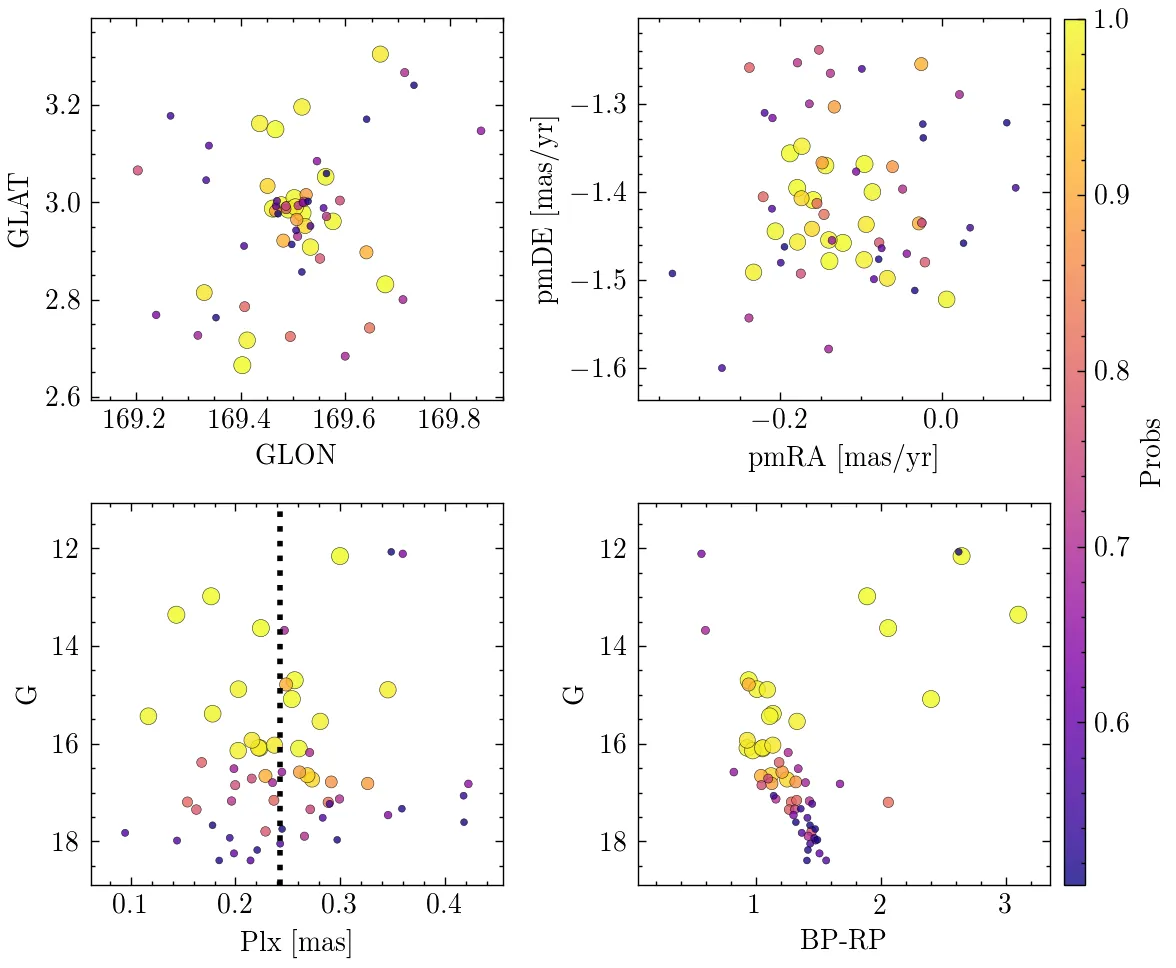 3.2
3.0
2.8
2.6
GLAT
169.2 169.4 169.6 169.8
GLON
−1.3
−1.4
−1.5
−1.6
pmDE [mas/yr]
−0.2 0.0
pmRA [mas/yr]
1.0
0.9
0.8
0.7
0.6
Probs
12
14
16
18
G
0.1 0.2 0.3 0.4
Plx [mas]
12
14
16
18
G
1 2 3
BP-RP